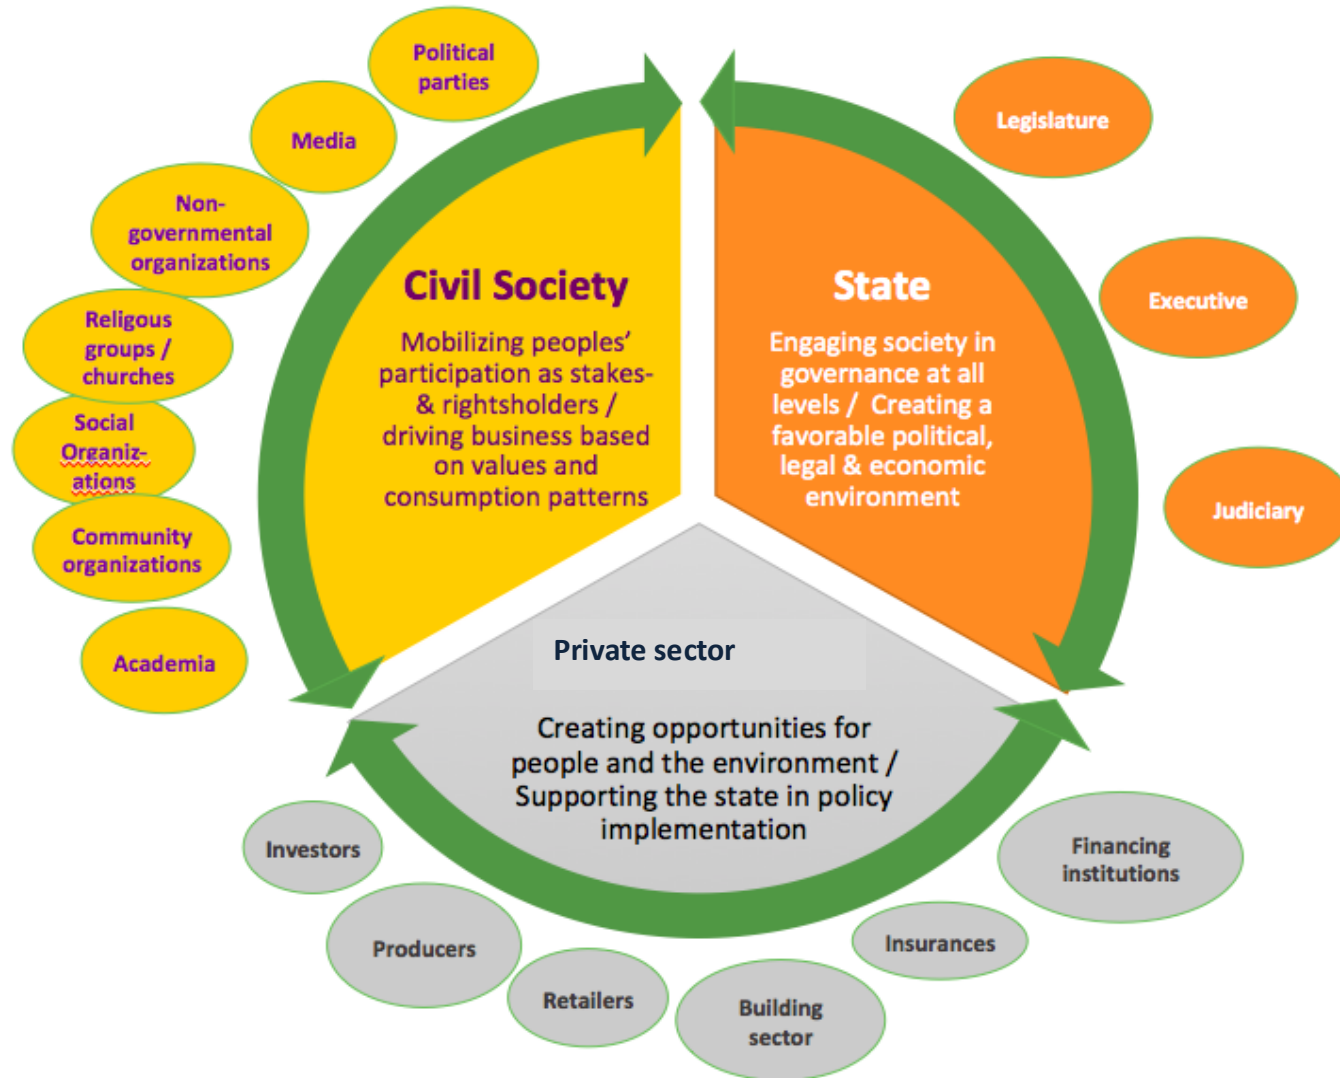 Political
parties
Media
Non-
governmental
organizations
Religous
groups /
churches
Social
Organiz-
ations
Community
organizations
Academia
Civil Society
Mobilizing peoples’
participation as stakes-
& rightsholders /
driving business based
on values and
consumption patterns
State
Engaging society in
governance at all
levels / Creating a
favorable political,
legal & economic
environment
Legislature
Executive
Judiciary
Private sector
Creating opportunities for
people and the environment /
Supporting the state in policy
implementation
Investors
Producers
Retailers
Building
sector
Insurances
Financing
institutions